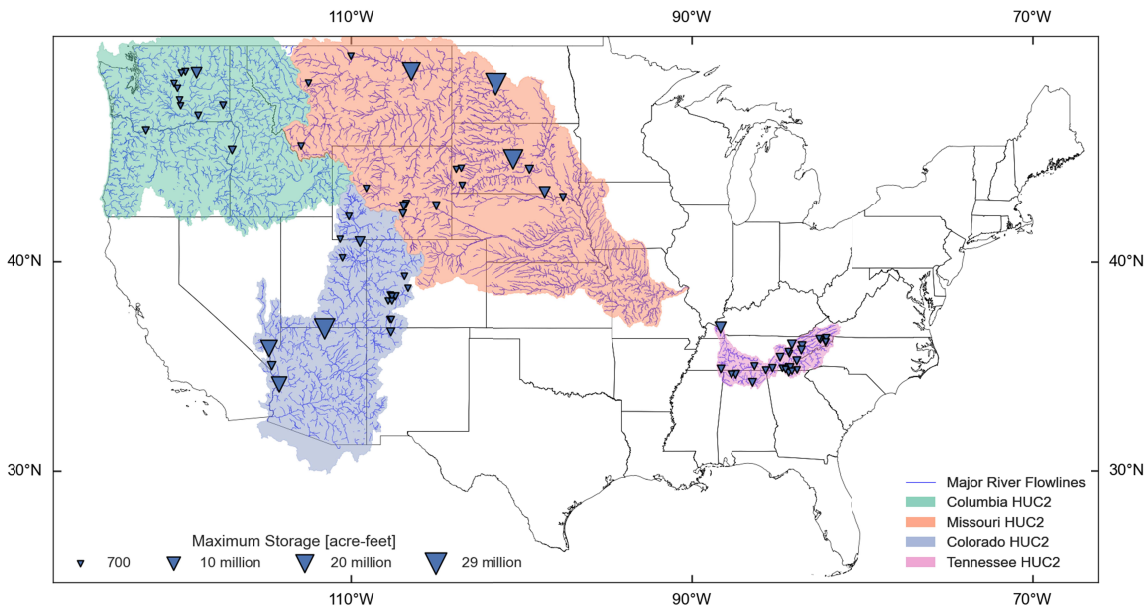 110°W 90°W 70°W
40°N 40°N
30°N 30°N
Major River Flowlines
Columbia HUC2
Missouri HUC2
Colorado HUC2
Tennessee HUC2
Maximum Storage [acre-feet]
700 10 million 20 million 29 million
110°W 90°W 70°W